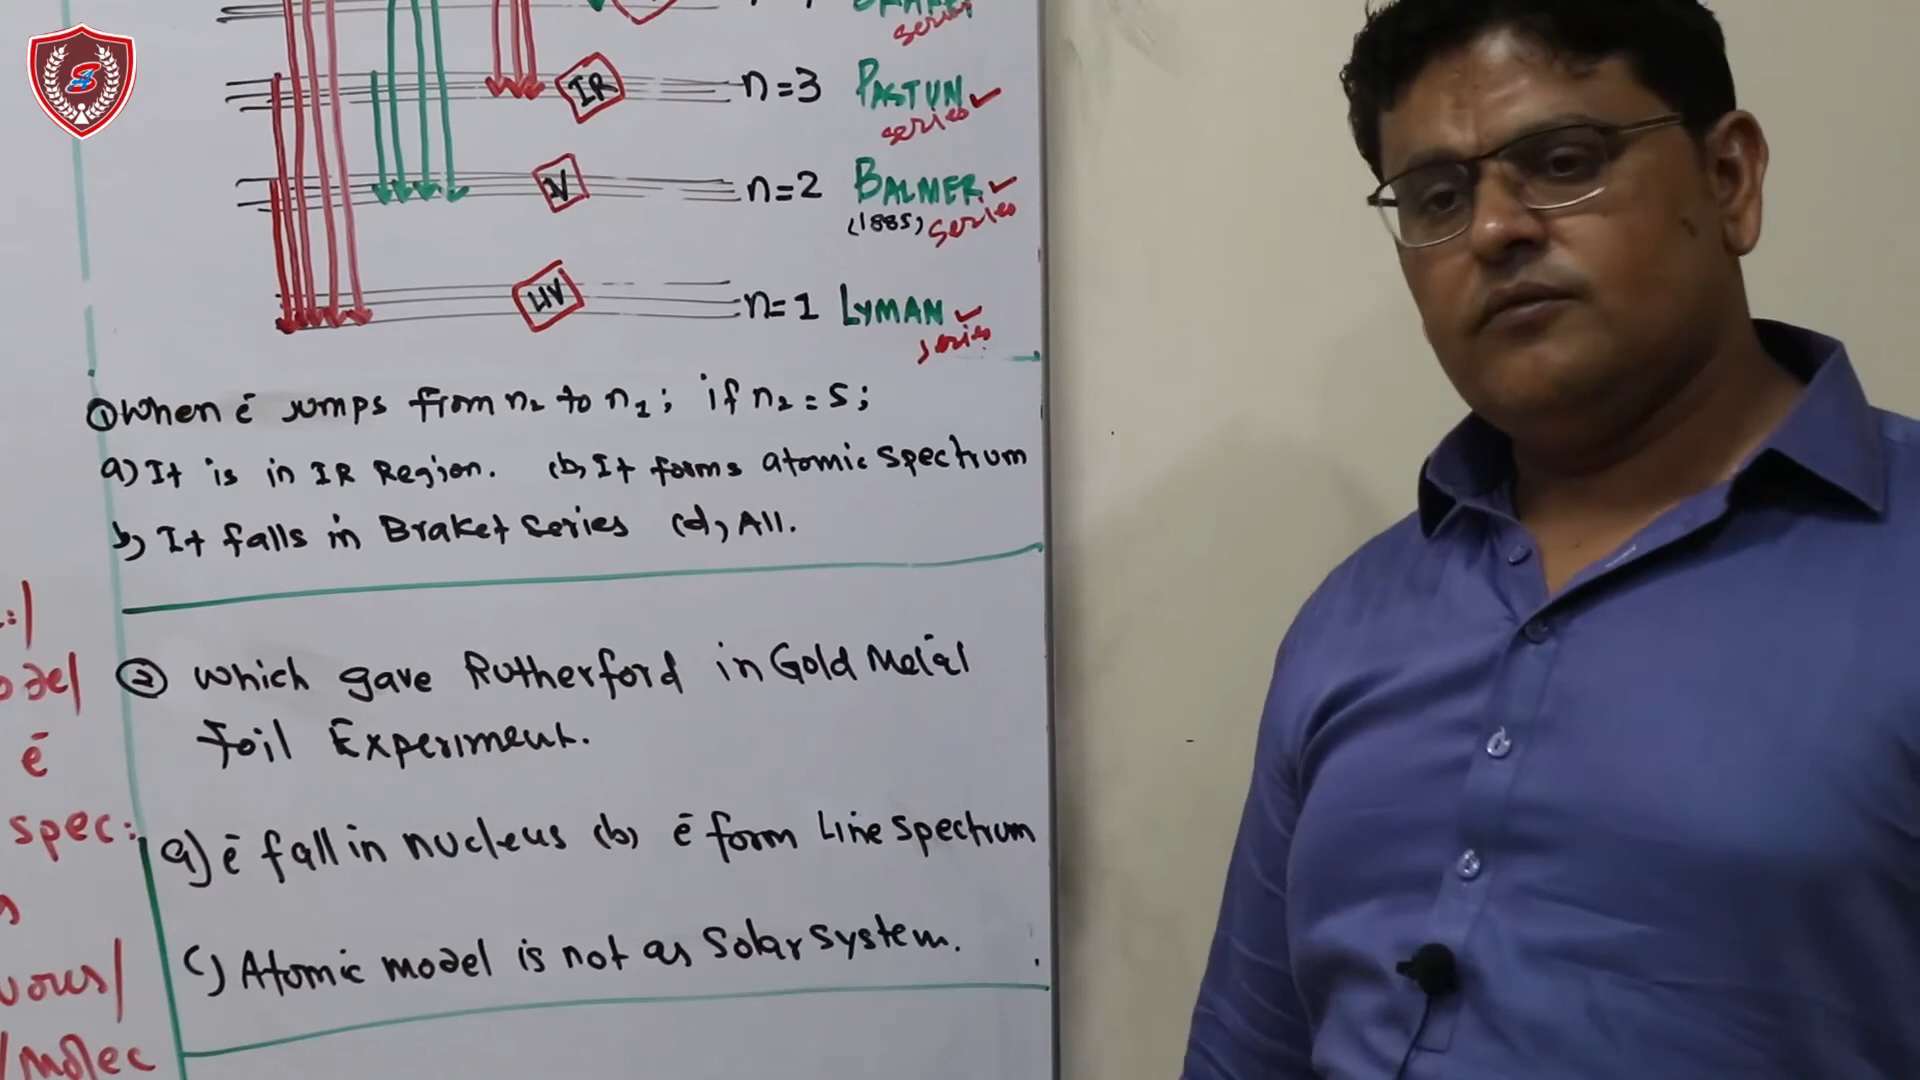 series
IR n=3 PASTUN
series
V n=2 BALMER
(1885) series
UV n=1 LYMAN
series
① When ē jumps from n₂ to n₁; if n₂ = 5;
a) It is in IR Region. (b) It forms atomic spectrum
b) It falls in Braket series (d) All.
② Which gave Rutherford in Gold Metal
Foil Experiment.
a) ē fall in nucleus (b) ē form Line spectrum
c) Atomic model is not as solar system.
ē
spec:
/molec